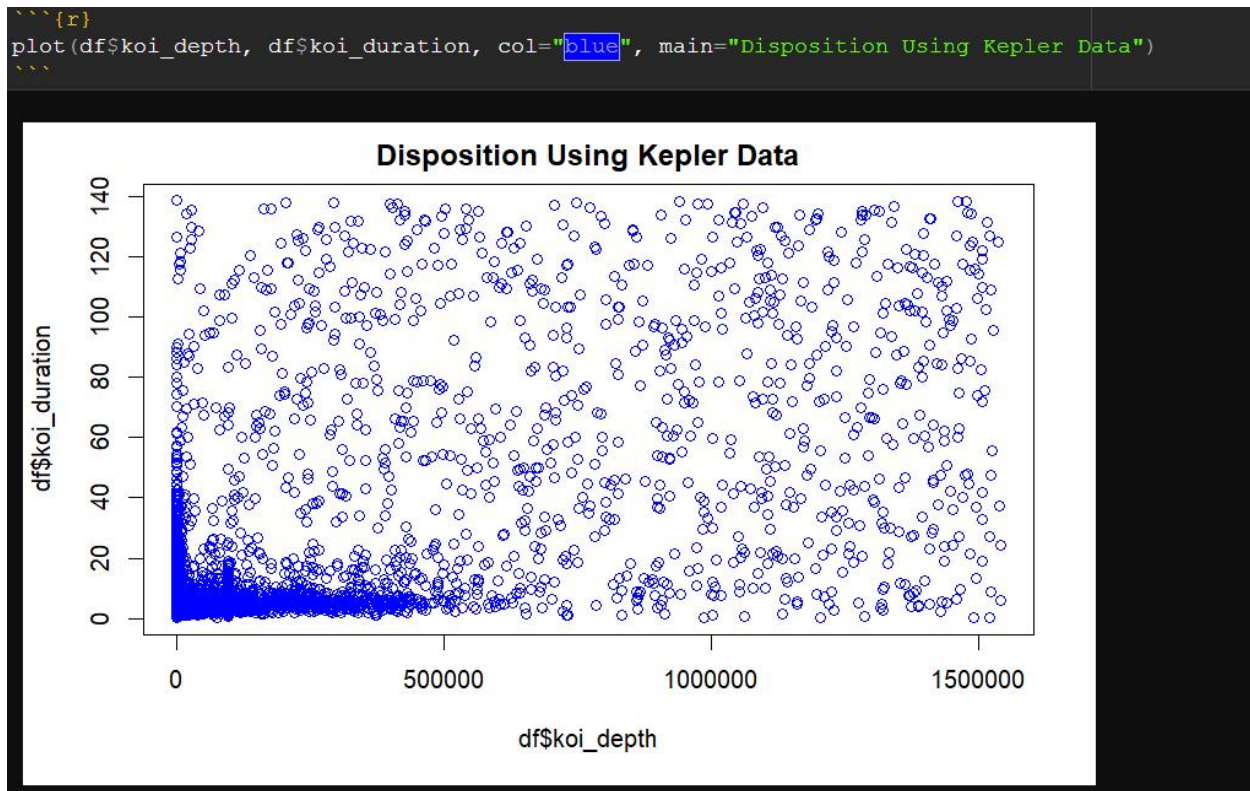 ```{r}
plot(df$koi_depth, df$koi_duration, col="blue", main="Disposition Using Kepler Data")
```
Disposition Using Kepler Data
140
120
100
80
60
40
20
0
df$koi_duration
0 500000 1000000 1500000
df$koi_depth